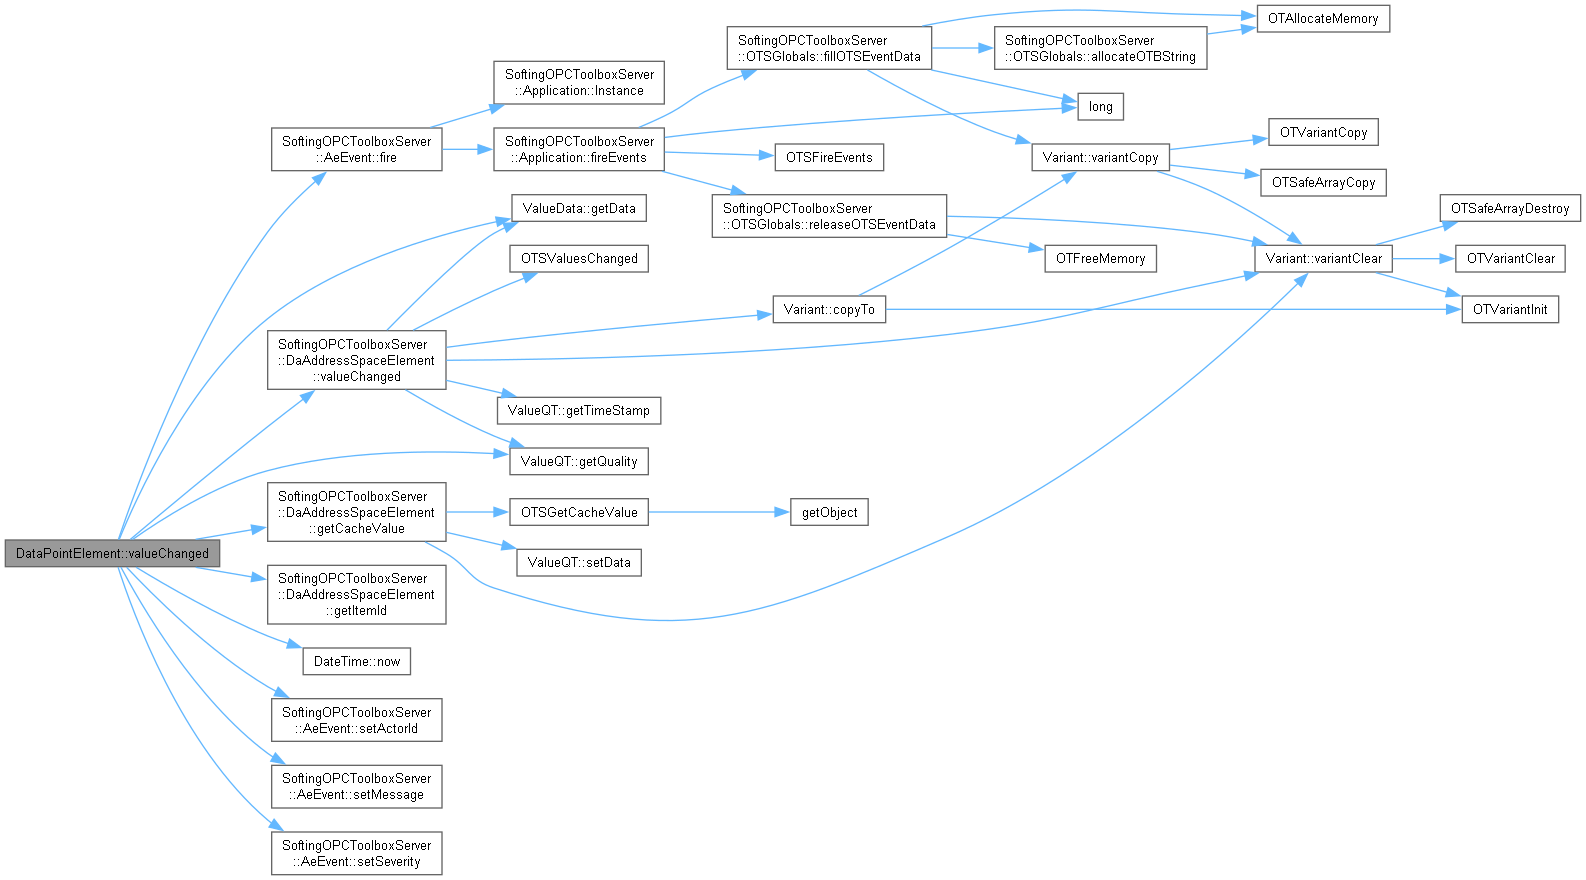 DataPointElement::valueChanged
SoftingOPCToolboxServer
::AeEvent::fire
SoftingOPCToolboxServer
::Application::Instance
SoftingOPCToolboxServer
::Application::fireEvents
SoftingOPCToolboxServer
::OTSGlobals::fillOTSEventData
SoftingOPCToolboxServer
::OTSGlobals::allocateOTBString
OTAllocateMemory
long
Variant::variantCopy
OTVariantCopy
OTSafeArrayCopy
OTSFireEvents
SoftingOPCToolboxServer
::OTSGlobals::releaseOTSEventData
OTFreeMemory
Variant::variantClear
OTSafeArrayDestroy
OTVariantClear
OTVariantInit
ValueData::getData
OTSValuesChanged
SoftingOPCToolboxServer
::DaAddressSpaceElement
::valueChanged
Variant::copyTo
ValueQT::getTimeStamp
ValueQT::getQuality
SoftingOPCToolboxServer
::DaAddressSpaceElement
::getCacheValue
OTSGetCacheValue
getObject
ValueQT::setData
SoftingOPCToolboxServer
::DaAddressSpaceElement
::getItemId
DateTime::now
SoftingOPCToolboxServer
::AeEvent::setActorId
SoftingOPCToolboxServer
::AeEvent::setMessage
SoftingOPCToolboxServer
::AeEvent::setSeverity